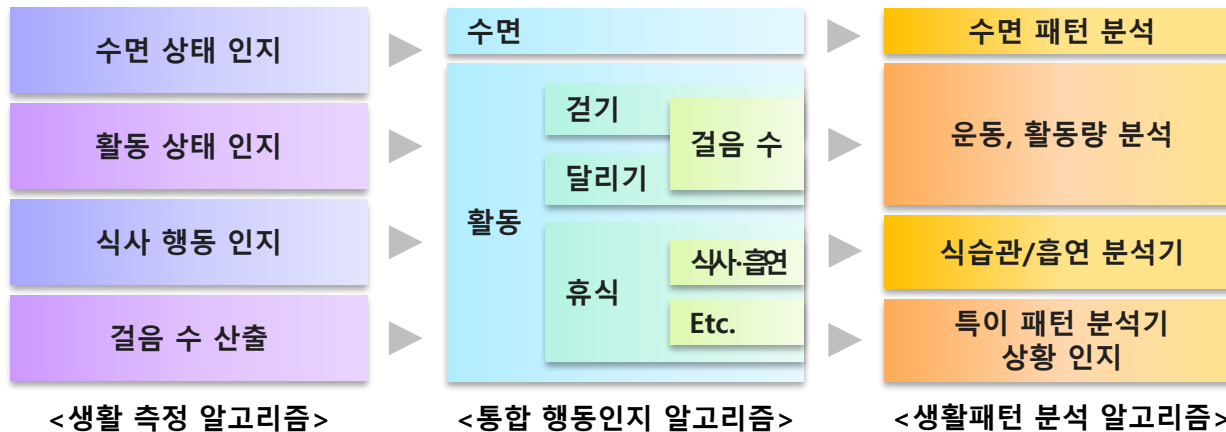 수면 상태 인지
활동 상태 인지
식사 행동 인지
걸음 수 산출
<생활 측정 알고리즘>
수면
활동
걷기
걸음 수
달리기
휴식
식사·흡연
Etc.
<통합 행동인지 알고리즘>
수면 패턴 분석
운동, 활동량 분석
식습관/흡연 분석기
특이 패턴 분석기
상황 인지
<생활패턴 분석 알고리즘>